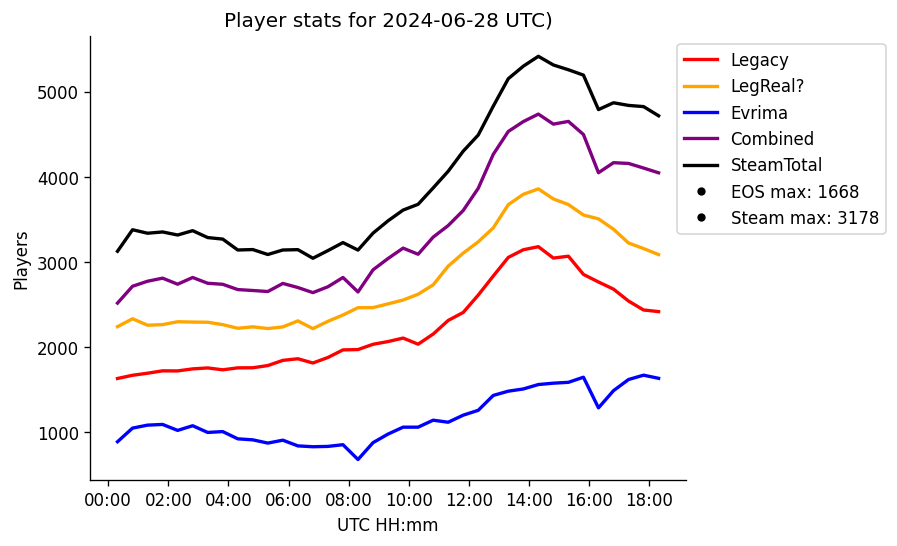 Player stats for 2024-06-28 UTC)
Legacy
LegReal?
Evrima
Combined
SteamTotal
EOS max: 1668
Steam max: 3178
Players
5000
4000
3000
2000
1000
00:00 02:00 04:00 06:00 08:00 10:00 12:00 14:00 16:00 18:00
UTC HH:mm